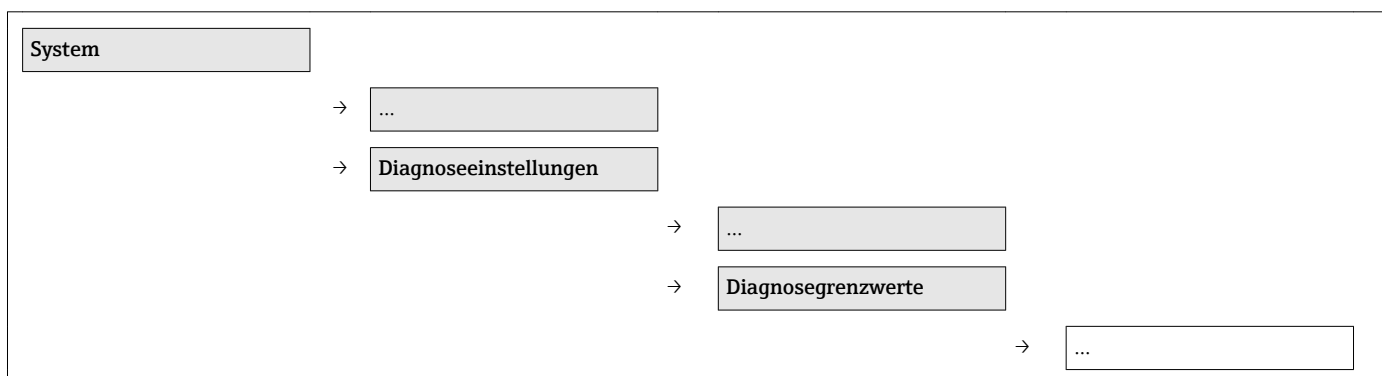 System
→ ...
→ Diagnoseeinstellungen
→ ...
→ Diagnosegrenzwerte
→ ...